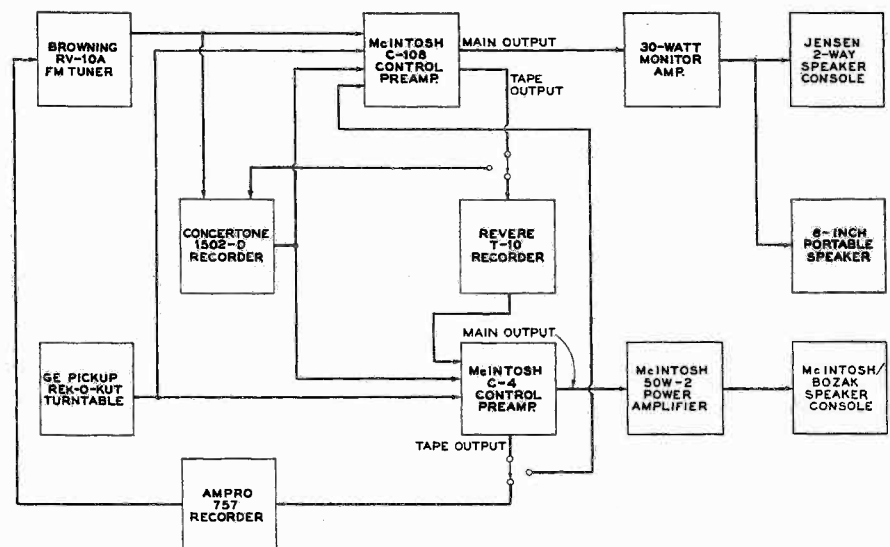 BROWNING
RV-10A
FM TUNER
McINTOSH
C-108
CONTROL
PREAMP.
MAIN OUTPUT
TAPE
OUTPUT
30-WATT
MONITOR
AMP.
JENSEN
2-WAY
SPEAKER
CONSOLE
CONCERTONE
1502-D
RECORDER
REVERE
T-10
RECORDER
8-INCH
PORTABLE
SPEAKER
GE PICKUP
REK-O-KUT
TURNTABLE
MAIN OUTPUT
McINTOSH
C-4
CONTROL
PREAMP.
McINTOSH
50W-2
POWER
AMPLIFIER
McINTOSH/
BOZAK
SPEAKER
CONSOLE
TAPE OUTPUT
AMPRO
757
RECORDER